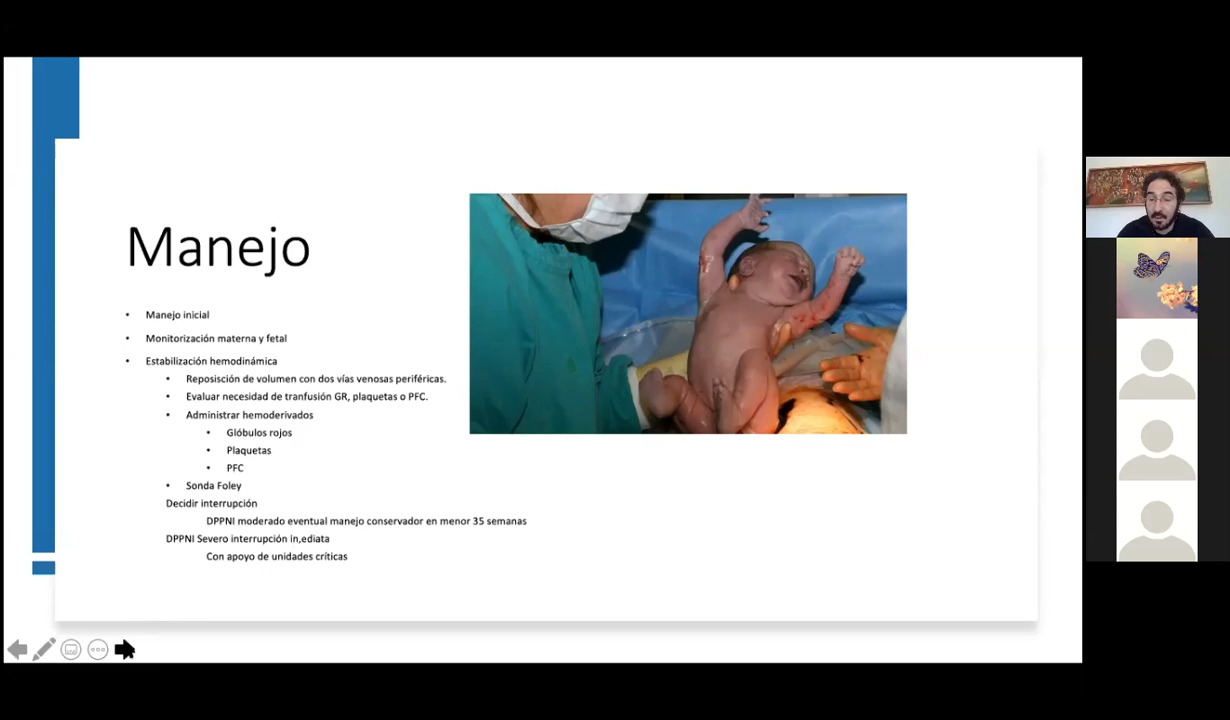 Manejo
• Manejo inicial
• Monitorización materna y fetal
• Estabilización hemodinámica
• Reposisción de volumen con dos vías venosas periféricas.
• Evaluar necesidad de tranfusión GR, plaquetas o PFC.
• Administrar hemoderivados
• Glóbulos rojos
• Plaquetas
• PFC
• Sonda Foley
Decidir interrupción
DPPNI moderado eventual manejo conservador en menor 35 semanas
DPPNI Severo interrupción in,ediata
Con apoyo de unidades críticas